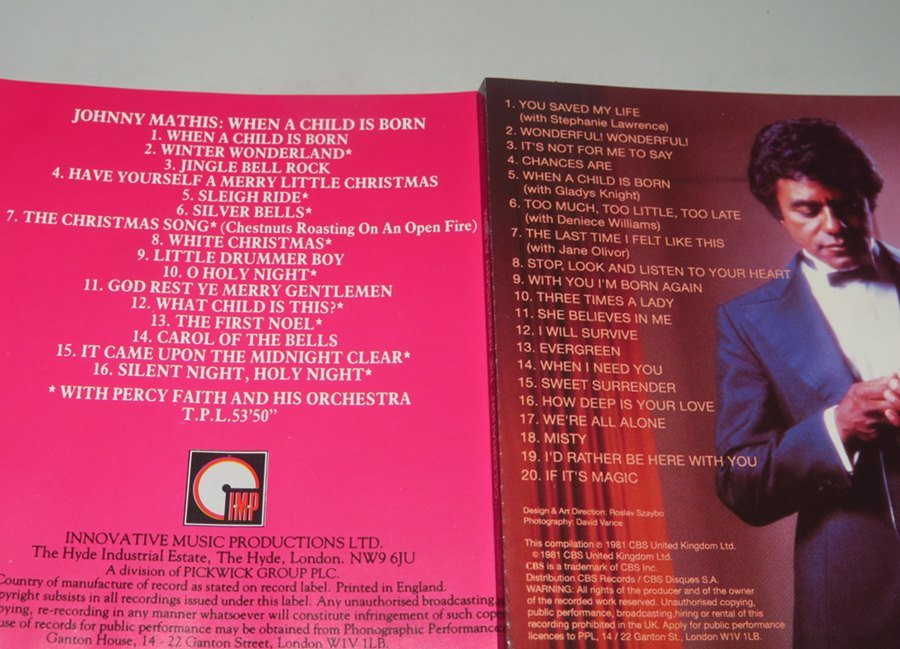 JOHNNY MATHIS: WHEN A CHILD IS BORN
1. WHEN A CHILD IS BORN
2. WINTER WONDERLAND*
3. JINGLE BELL ROCK
4. HAVE YOURSELF A MERRY LITTLE CHRISTMAS
5. SLEIGH RIDE*
6. SILVER BELLS*
7. THE CHRISTMAS SONG* (Chestnuts Roasting On An Open Fire)
8. WHITE CHRISTMAS*
9. LITTLE DRUMMER BOY
10. O HOLY NIGHT*
11. GOD REST YE MERRY GENTLEMEN
12. WHAT CHILD IS THIS?*
13. THE FIRST NOEL*
14. CAROL OF THE BELLS
15. IT CAME UPON THE MIDNIGHT CLEAR*
16. SILENT NIGHT, HOLY NIGHT*
* WITH PERCY FAITH AND HIS ORCHESTRA
T.P.L.53'50"
IMP
INNOVATIVE MUSIC PRODUCTIONS LTD.
The Hyde Industrial Estate, The Hyde, London. NW9 6JU
A division of PICKWICK GROUP PLC.
Country of manufacture of record as stated on record label. Printed in England.
pyright subsists in all recordings issued under this label. Any unauthorised broadcasting,
pying, re-recording in any manner whatsoever will constitute infringement of such cop
use of records for public performance may be obtained from Phonographic Performance
Ganton House, 14 - 22 Ganton Street, London W1V 1LB.
1. YOU SAVED MY LIFE
(with Stephanie Lawrence)
2. WONDERFUL! WONDERFUL!
3. IT'S NOT FOR ME TO SAY
4. CHANCES ARE
5. WHEN A CHILD IS BORN
(with Gladys Knight)
6. TOO MUCH, TOO LITTLE, TOO LATE
(with Deniece Williams)
7. THE LAST TIME I FELT LIKE THIS
(with Jane Olivor)
8. STOP, LOOK AND LISTEN TO YOUR HEART
9. WITH YOU I'M BORN AGAIN
10. THREE TIMES A LADY
11. SHE BELIEVES IN ME
12. I WILL SURVIVE
13. EVERGREEN
14. WHEN I NEED YOU
15. SWEET SURRENDER
16. HOW DEEP IS YOUR LOVE
17. WE'RE ALL ALONE
18. MISTY
19. I'D RATHER BE HERE WITH YOU
20. IF IT'S MAGIC
Design & Art Direction: Roslav Szaybo
Photography: David Vance
This compilation ℗ 1981 CBS United Kingdom Ltd.
©1981 CBS United Kingdom Ltd.
CBS is a trademark of CBS Inc.
Distribution CBS Records / CBS Disques S.A.
WARNING: All rights of the producer and of the owner
of the recorded work reserved. Unauthorised copying,
public performance, broadcasting,hiring or rental of this
recording prohibited in the UK. Apply for public performance
licences to PPL, 14 / 22 Ganton St., London W1V 1LB.